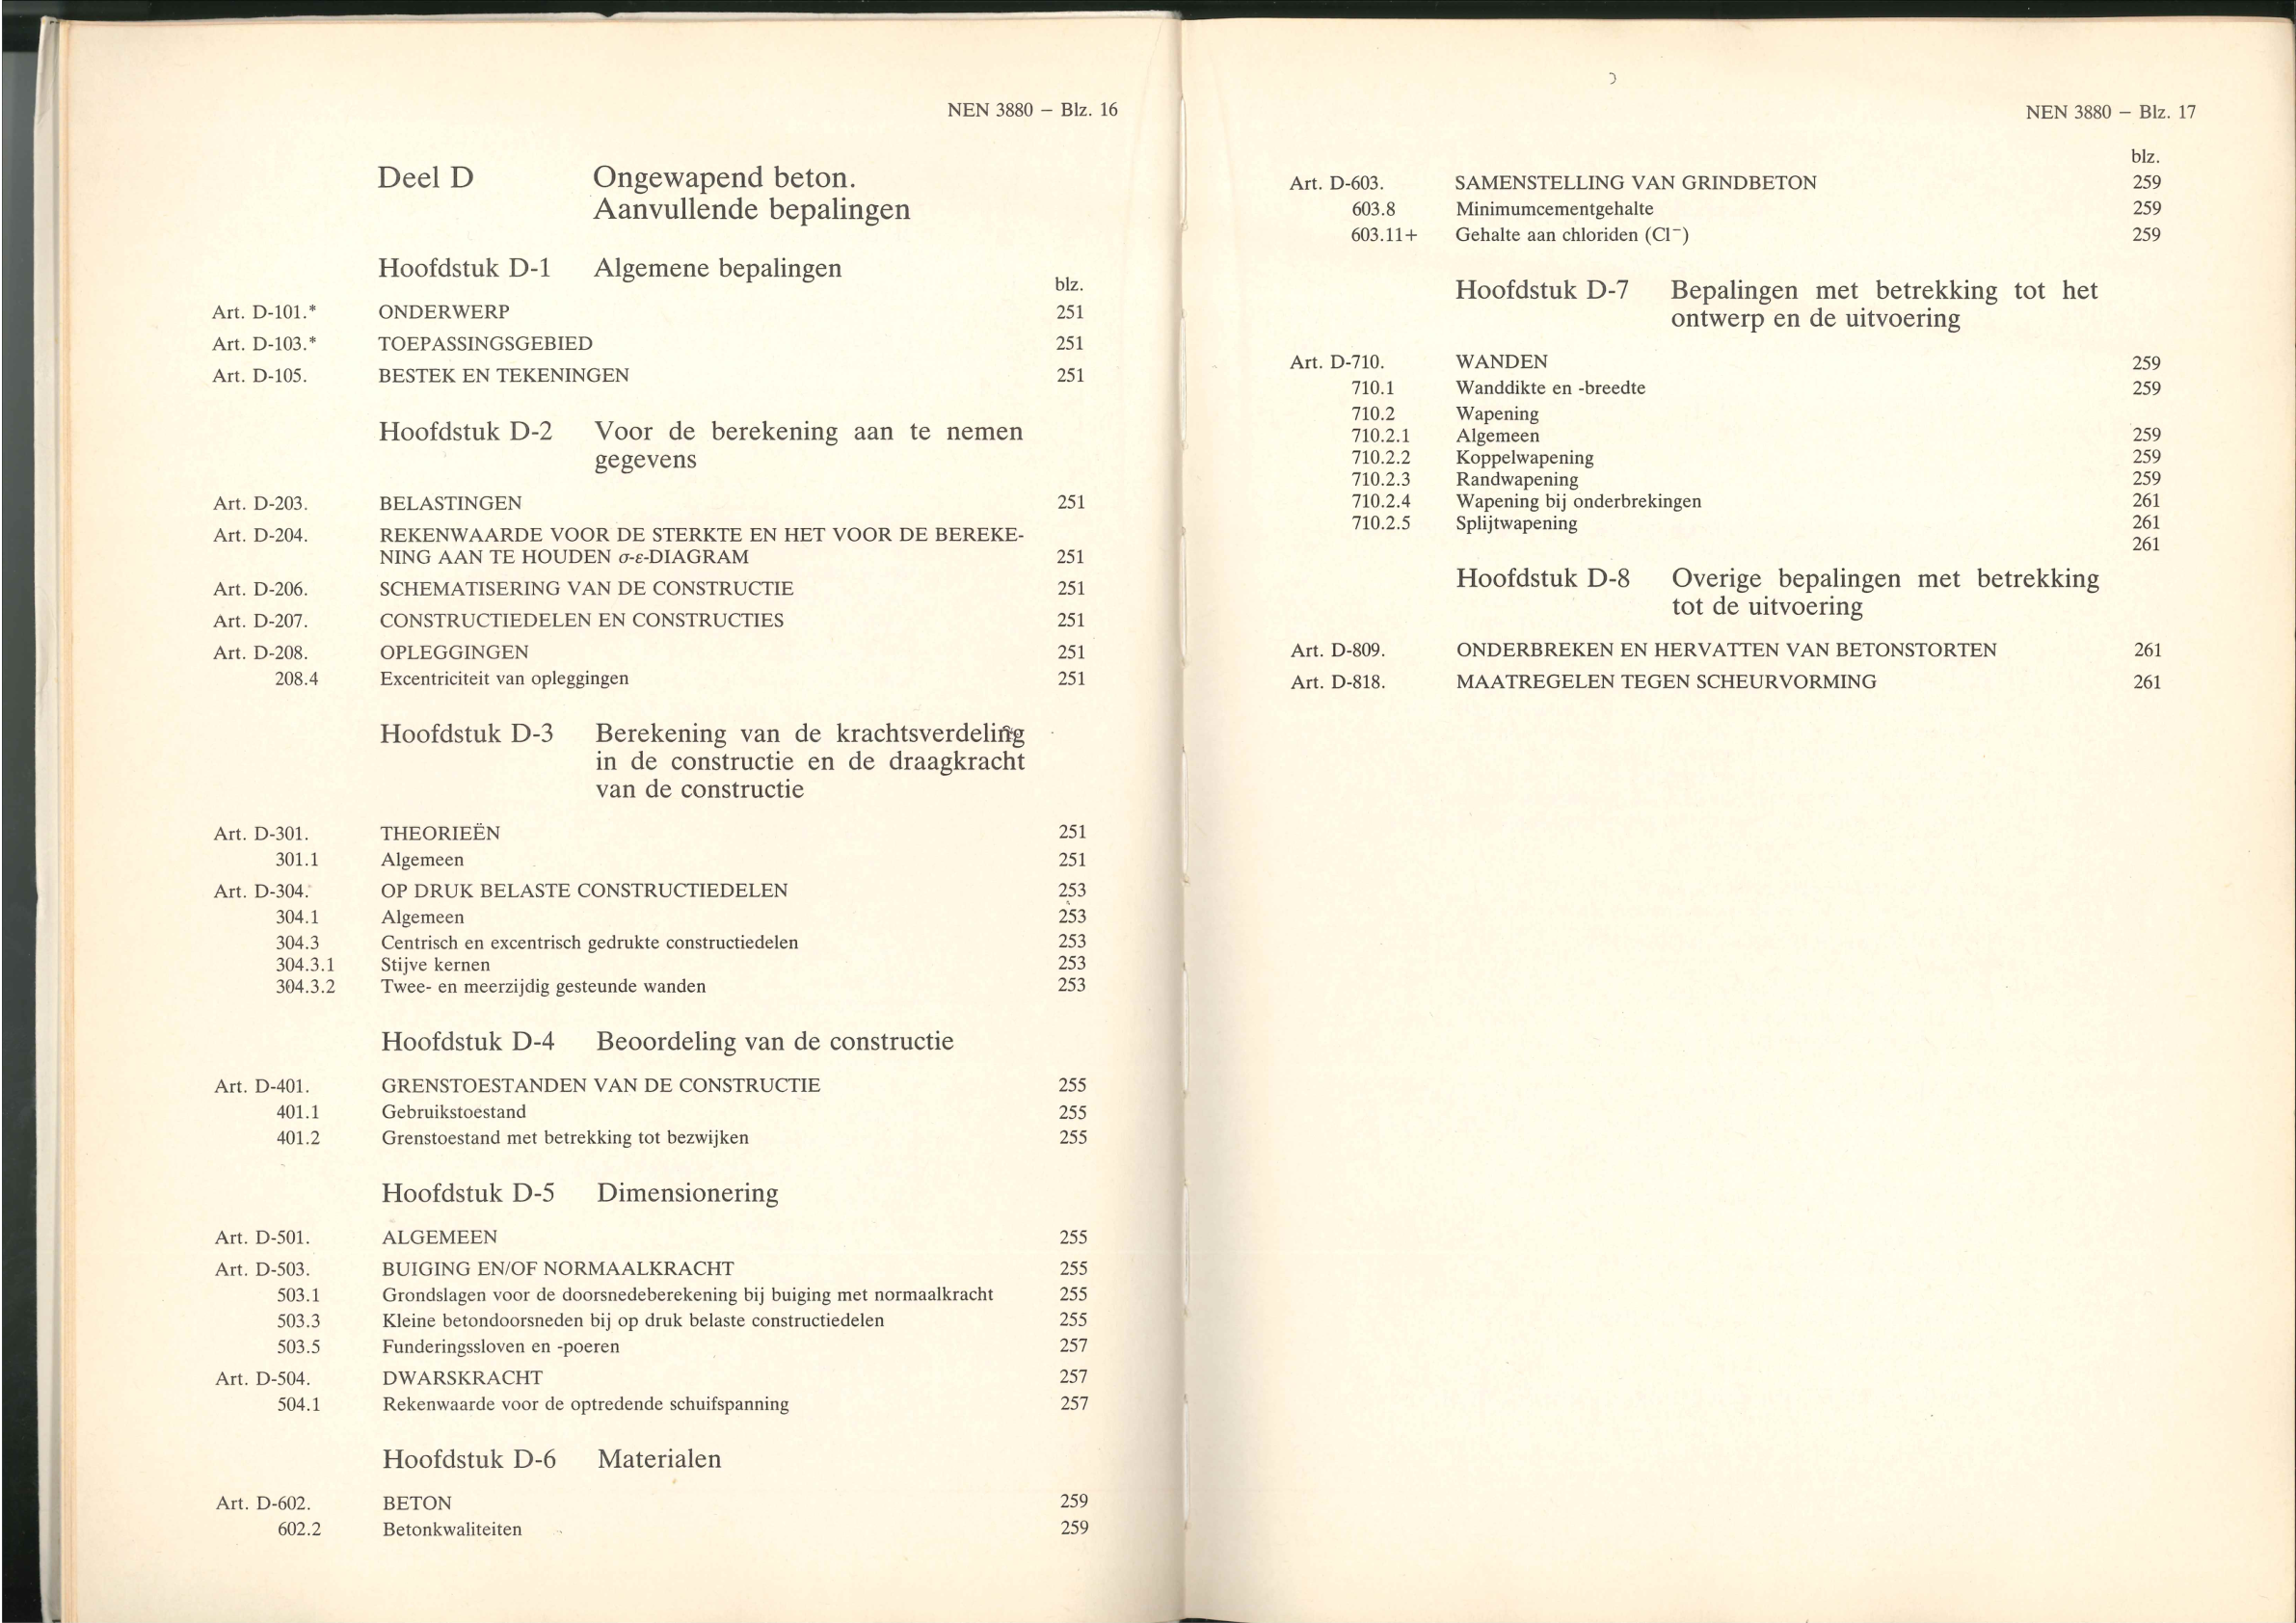 NEN 3880 — Blz. 16
Deel D Ongewapend beton.
Aanvullende bepalingen
Hoofdstuk D-1 Algemene bepalingen
blz.
Art. D-101.* ONDERWERP 251
Art. D-103.* TOEPASSINGSGEBIED 251
Art. D-105. BESTEK EN TEKENINGEN 251
Hoofdstuk D-2 Voor de berekening aan te nemen
gegevens
Art. D-203. BELASTINGEN 251
Art. D-204. REKENWAARDE VOOR DE STERKTE EN HET VOOR DE BEREKE-
NING AAN TE HOUDEN σ-ε-DIAGRAM 251
Art. D-206. SCHEMATISERING VAN DE CONSTRUCTIE 251
Art. D-207. CONSTRUCTIEDELEN EN CONSTRUCTIES 251
Art. D-208. OPLEGGINGEN 251
208.4 Excentriciteit van opleggingen 251
Hoofdstuk D-3 Berekening van de krachtsverdeling
in de constructie en de draagkracht
van de constructie
Art. D-301. THEORIEËN 251
301.1 Algemeen 251
Art. D-304. OP DRUK BELASTE CONSTRUCTIEDELEN 253
304.1 Algemeen 253
304.3 Centrisch en excentrisch gedrukte constructiedelen 253
304.3.1 Stijve kernen 253
304.3.2 Twee- en meerzijdig gesteunde wanden 253
Hoofdstuk D-4 Beoordeling van de constructie
Art. D-401. GRENSTOESTANDEN VAN DE CONSTRUCTIE 255
401.1 Gebruikstoestand 255
401.2 Grenstoestand met betrekking tot bezwijken 255
Hoofdstuk D-5 Dimensionering
Art. D-501. ALGEMEEN 255
Art. D-503. BUIGING EN/OF NORMAALKRACHT 255
503.1 Grondslagen voor de doorsnedeberekening bij buiging met normaalkracht 255
503.3 Kleine betondoorsneden bij op druk belaste constructiedelen 255
503.5 Funderingssloven en -poeren 257
Art. D-504. DWARSKRACHT 257
504.1 Rekenwaarde voor de optredende schuifspanning 257
Hoofdstuk D-6 Materialen
Art. D-602. BETON 259
602.2 Betonkwaliteiten 259
NEN 3880 — Blz. 17
blz.
Art. D-603. SAMENSTELLING VAN GRINDBETON 259
603.8 Minimumcementgehalte 259
603.11+ Gehalte aan chloriden (Cl⁻) 259
Hoofdstuk D-7 Bepalingen met betrekking tot het
ontwerp en de uitvoering
Art. D-710. WANDEN 259
710.1 Wanddikte en -breedte 259
710.2 Wapening
710.2.1 Algemeen 259
710.2.2 Koppelwapening 259
710.2.3 Randwapening 259
710.2.4 Wapening bij onderbrekingen 261
710.2.5 Splijtwapening 261
261
Hoofdstuk D-8 Overige bepalingen met betrekking
tot de uitvoering
Art. D-809. ONDERBREKEN EN HERVATTEN VAN BETONSTORTEN 261
Art. D-818. MAATREGELEN TEGEN SCHEURVORMING 261